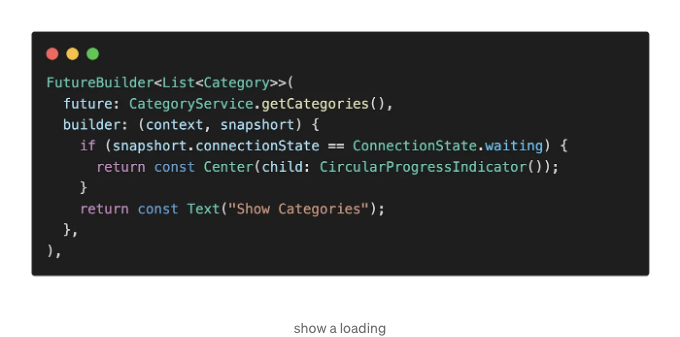 FutureBuilder<List<Category>>(
  future: CategoryService.getCategories(),
  builder: (context, snapshort) {
    if (snapshort.connectionState == ConnectionState.waiting) {
      return const Center(child: CircularProgressIndicator());
    }
    return const Text("Show Categories");
  },
),
show a loading